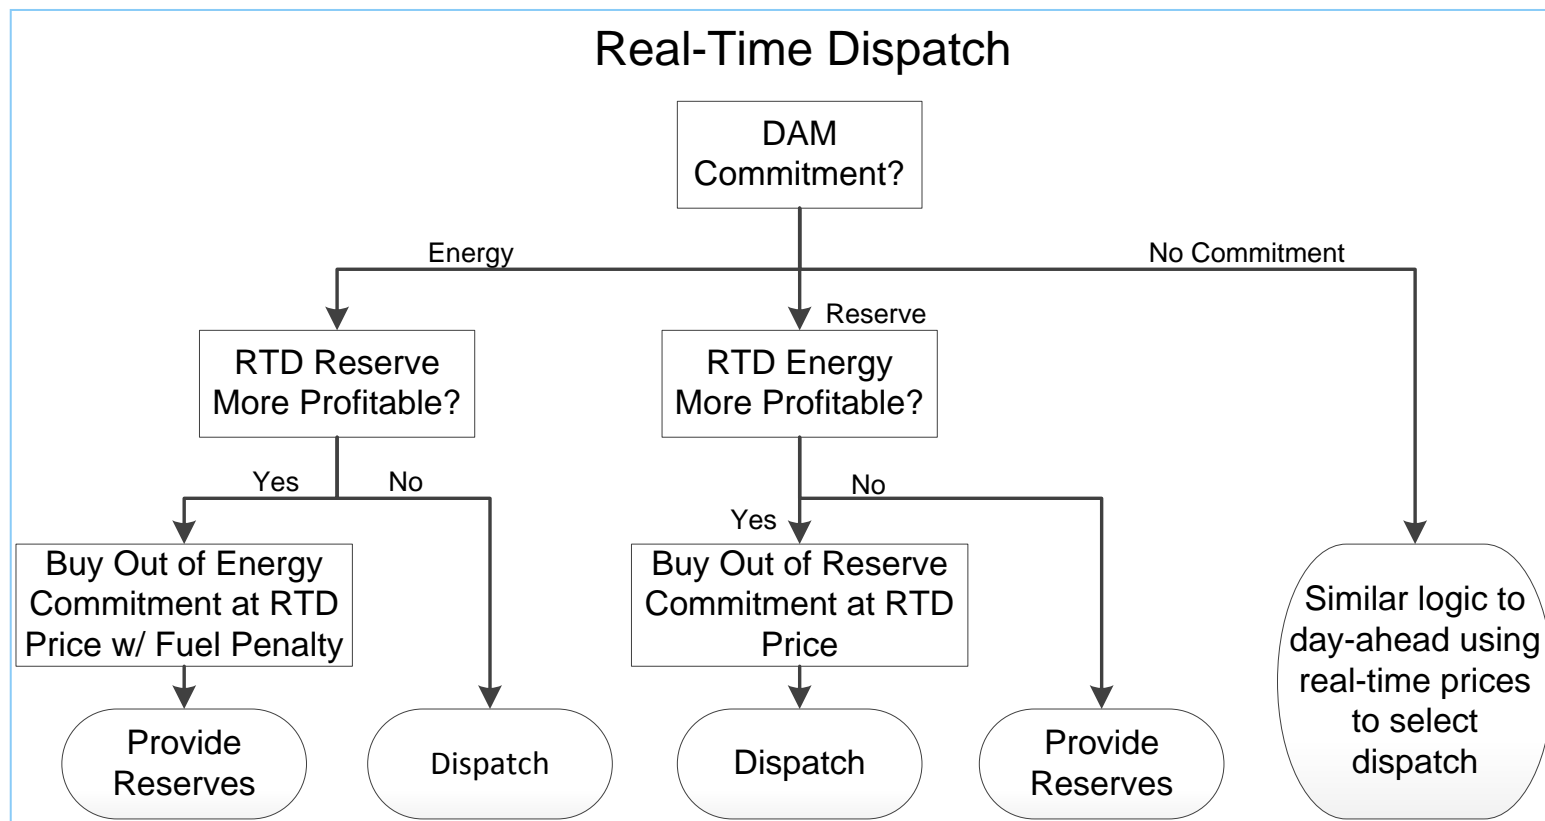 Real-Time Dispatch
DAM
Commitment?
Energy
No Commitment
Reserve
RTD Reserve
More Profitable?
RTD Energy
More Profitable?
Yes
No
Yes
No
Buy Out of Energy
Commitment at RTD
Price w/ Fuel Penalty
Buy Out of Reserve
Commitment at RTD
Price
Similar logic to
day-ahead using
real-time prices
to select
dispatch
Provide
Reserves
Dispatch
Dispatch
Provide
Reserves